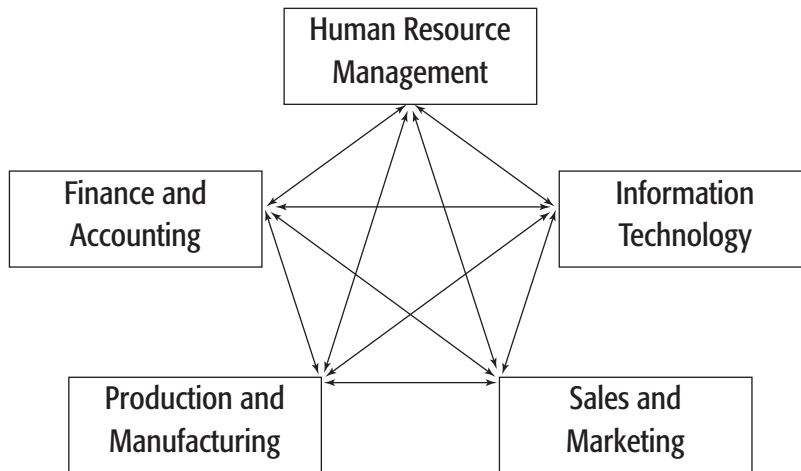 Human Resource
Management
Finance and
Accounting
Information
Technology
Production and
Manufacturing
Sales and
Marketing